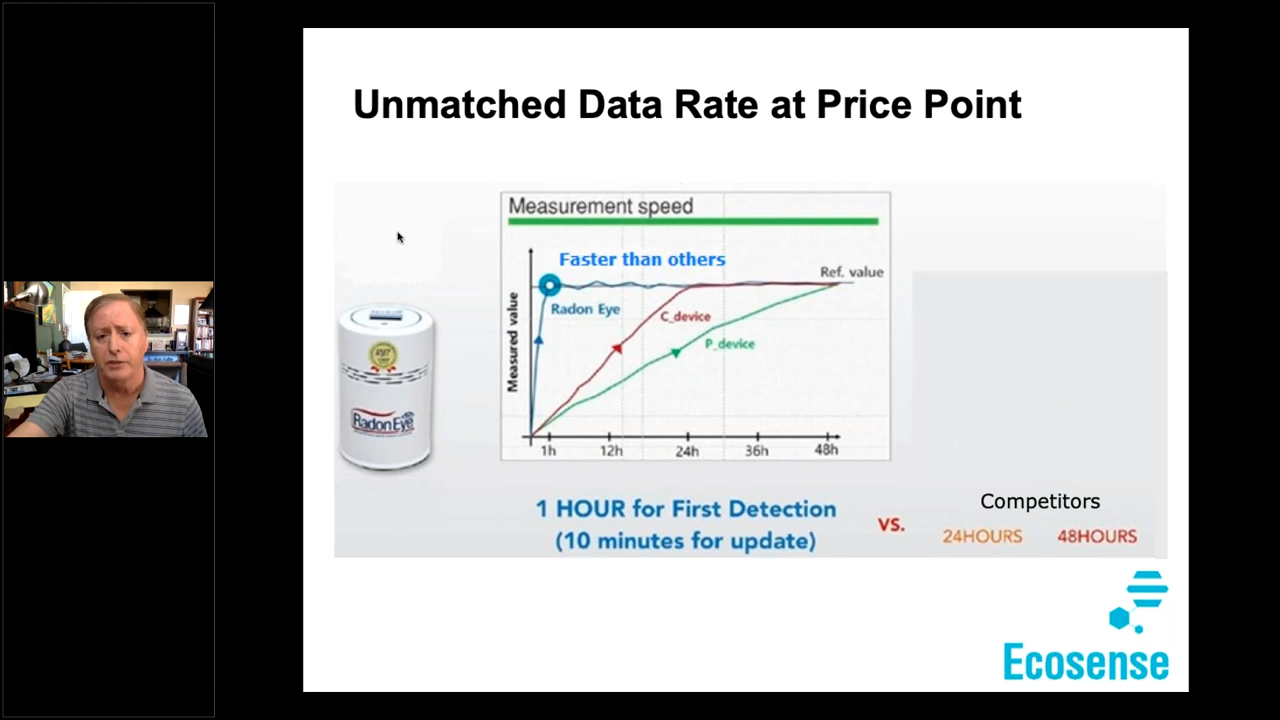 Unmatched Data Rate at Price Point
Measurement speed
Faster than others
Ref. value
Radon Eye
C_device
P_device
Measured value
1h
12h
24h
36h
48h
RadonEye
1 HOUR for First Detection
(10 minutes for update)
VS.
Competitors
24HOURS 48HOURS
Ecosense